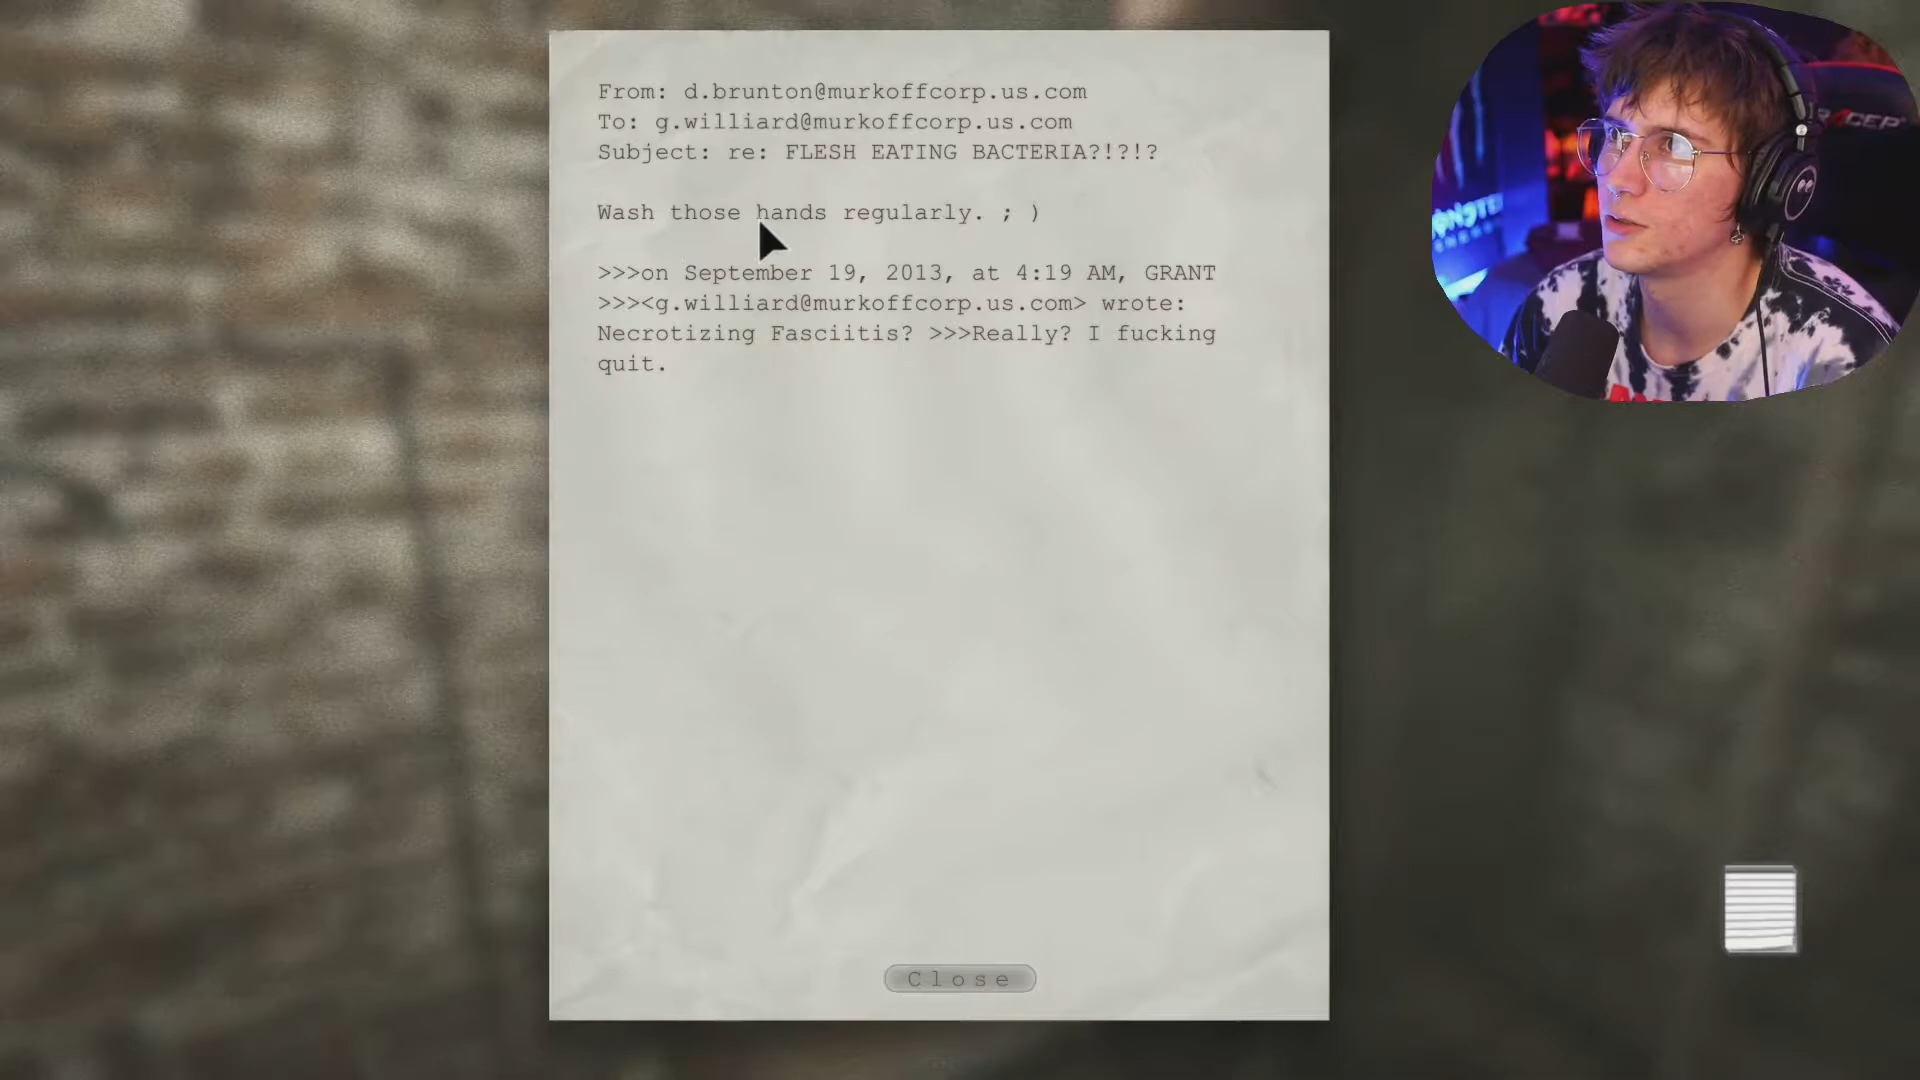 From: d.brunton@murkoffcorp.us.com
To: g.williard@murkoffcorp.us.com
Subject: re: FLESH EATING BACTERIA?!?!?
Wash those hands regularly. ; )
>>>on September 19, 2013, at 4:19 AM, GRANT
>>><g.williard@murkoffcorp.us.com> wrote:
Necrotizing Fasciitis? >>>Really? I fucking
quit.
Close